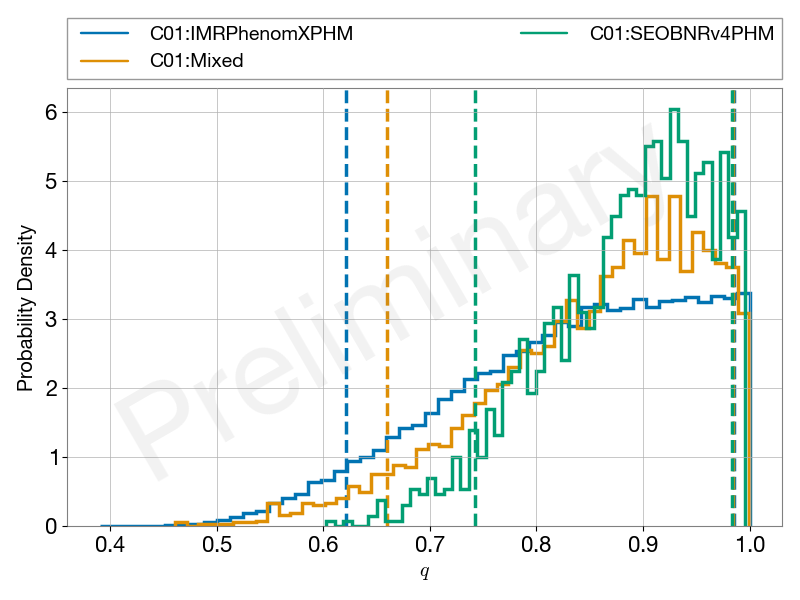 C01:IMRPhenomXPHM
C01:Mixed
C01:SEOBNRv4PHM
Preliminary
Probability Density
6
5
4
3
2
1
0
0.4 0.5 0.6 0.7 0.8 0.9 1.0
q